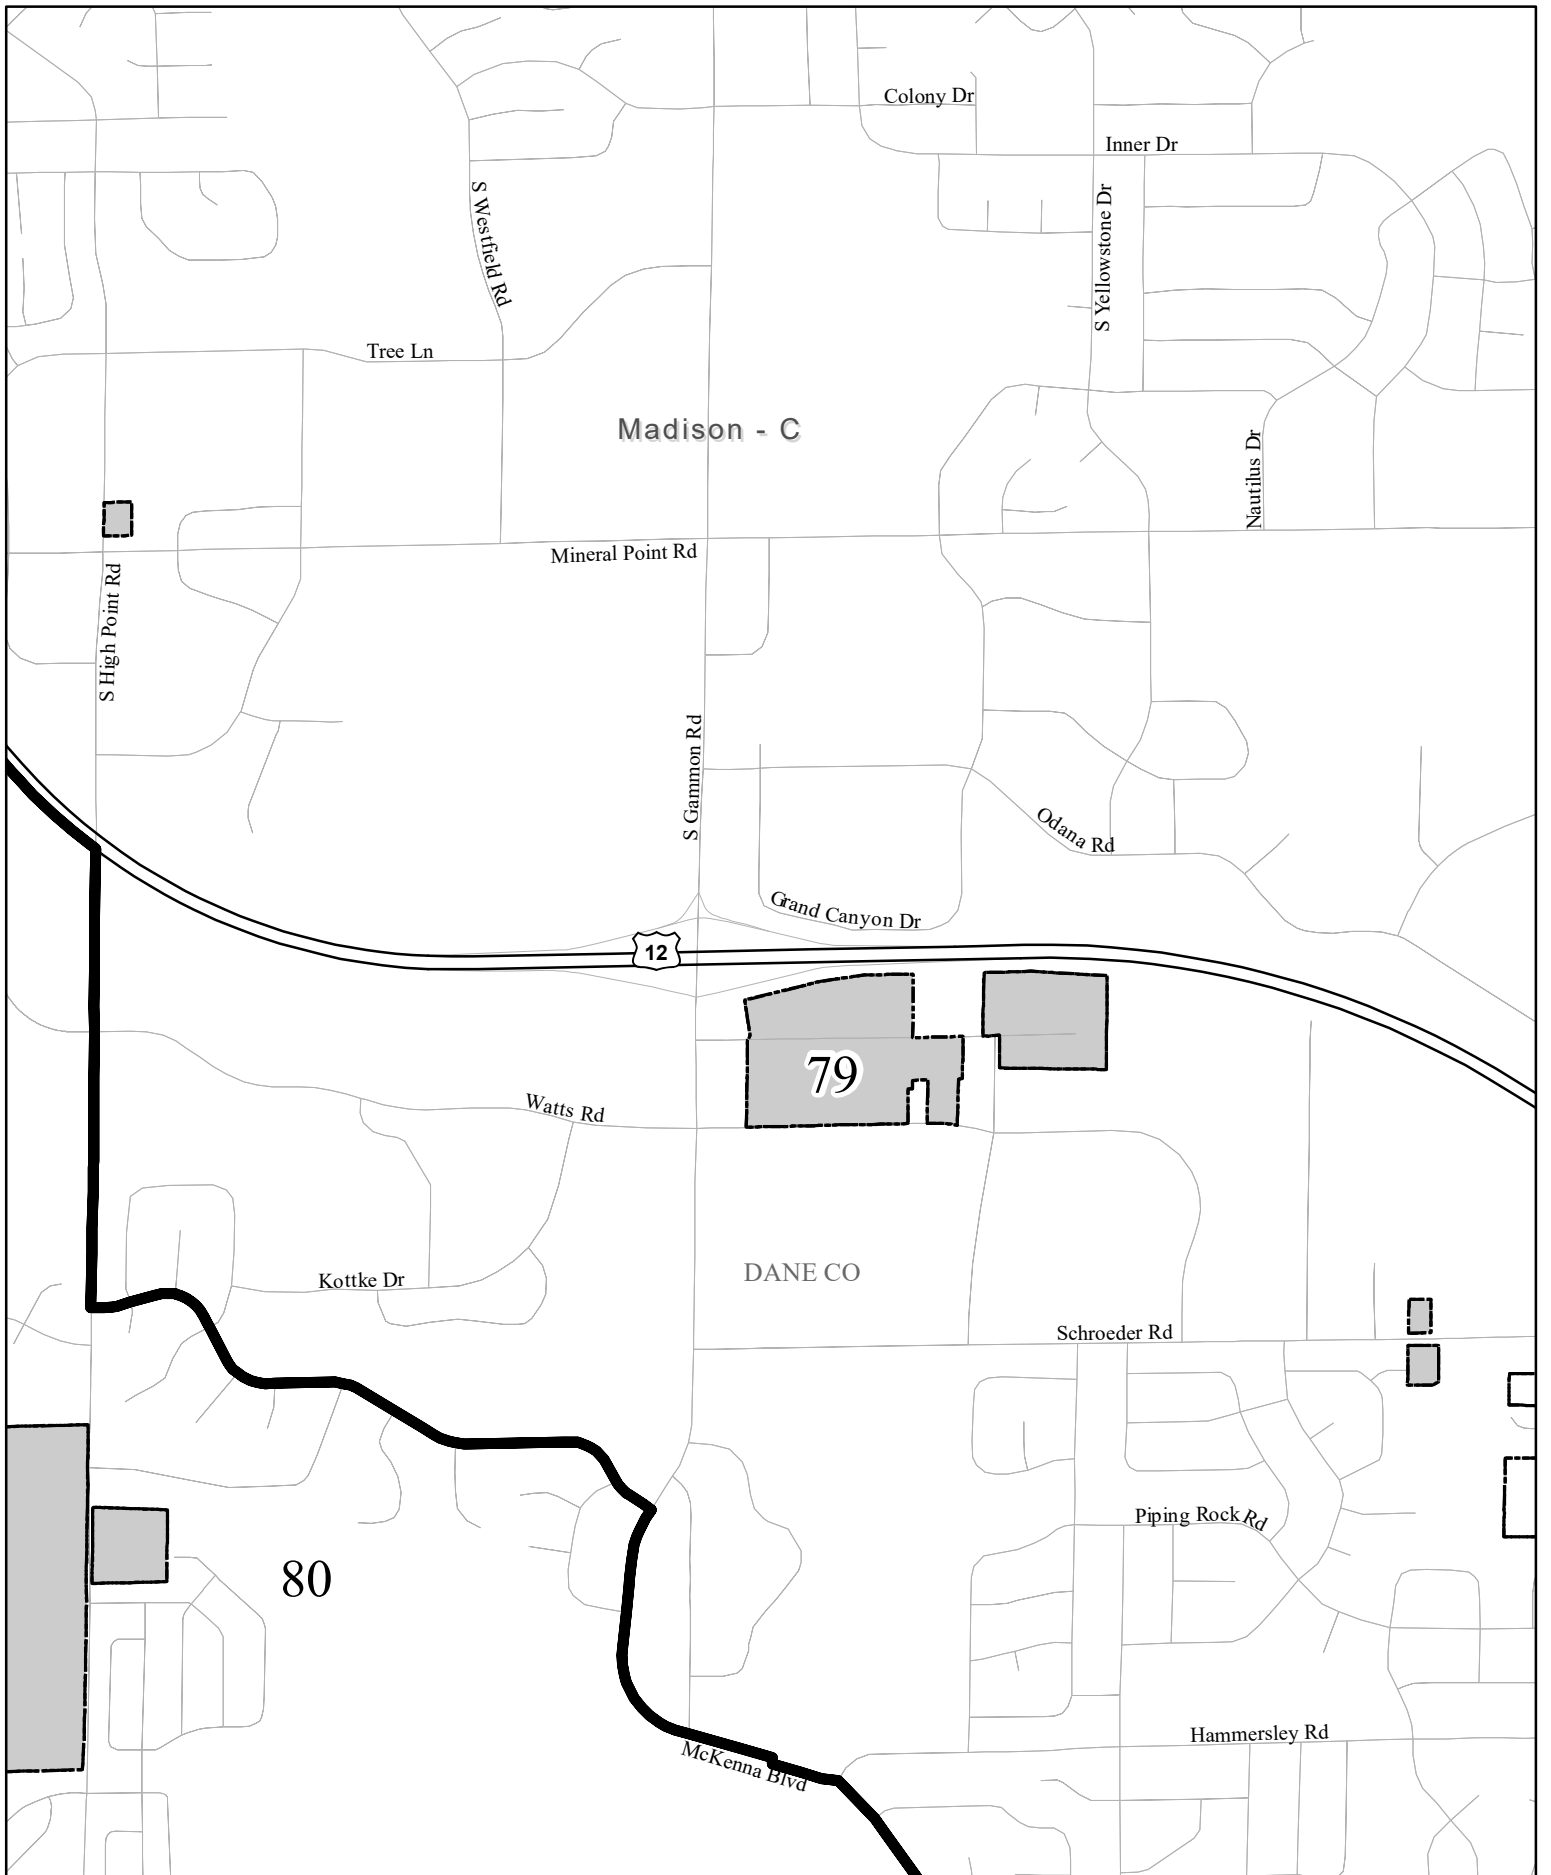 Colony Dr
Inner Dr
S Westfield Rd
S Yellowstone Dr
Tree Ln
Madison - C
Nautilus Dr
Mineral Point Rd
S High Point Rd
S Gammon Rd
Odana Rd
Grand Canyon Dr
12
79
Watts Rd
DANE CO
Kottke Dr
Schroeder Rd
Piping Rock Rd
80
Hammersley Rd
McKenna Blvd